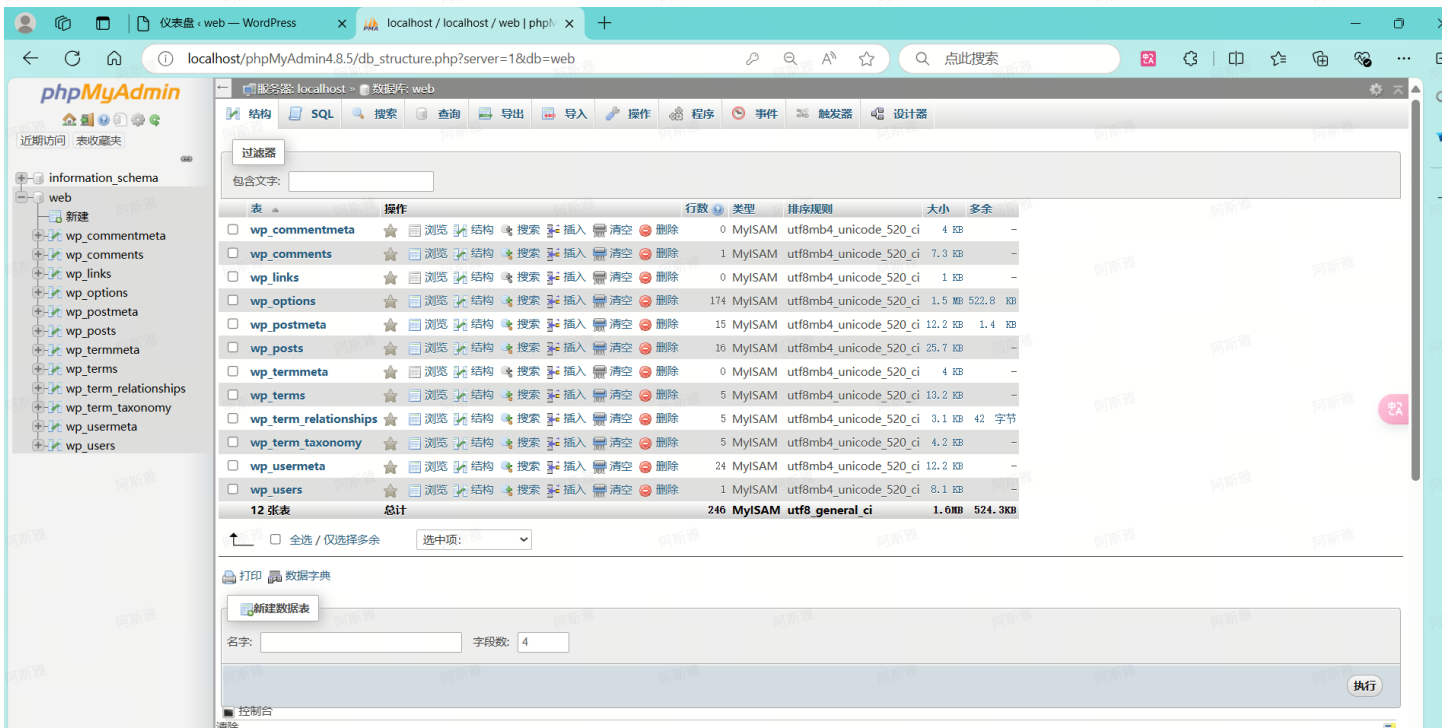 仪表盘 ‹ web — WordPress
localhost / localhost / web | phpM
localhost/phpMyAdmin4.8.5/db_structure.php?server=1&db=web
点此搜索
phpMyAdmin
近期访问 表收藏夹
information_schema
web
新建
wp_commentmeta
wp_comments
wp_links
wp_options
wp_postmeta
wp_posts
wp_termmeta
wp_terms
wp_term_relationships
wp_term_taxonomy
wp_usermeta
wp_users
服务器: localhost » 数据库: web
结构 SQL 搜索 查询 导出 导入 操作 程序 事件 触发器 设计器
过滤器
包含文字:
表 操作 行数 类型 排序规则 大小 多余
wp_commentmeta 浏览 结构 搜索 插入 清空 删除 0 MyISAM utf8mb4_unicode_520_ci 4 KB -
wp_comments 浏览 结构 搜索 插入 清空 删除 1 MyISAM utf8mb4_unicode_520_ci 7.3 KB -
wp_links 浏览 结构 搜索 插入 清空 删除 0 MyISAM utf8mb4_unicode_520_ci 1 KB -
wp_options 浏览 结构 搜索 插入 清空 删除 174 MyISAM utf8mb4_unicode_520_ci 1.5 MB 522.8 KB
wp_postmeta 浏览 结构 搜索 插入 清空 删除 15 MyISAM utf8mb4_unicode_520_ci 12.2 KB 1.4 KB
wp_posts 浏览 结构 搜索 插入 清空 删除 16 MyISAM utf8mb4_unicode_520_ci 25.7 KB -
wp_termmeta 浏览 结构 搜索 插入 清空 删除 0 MyISAM utf8mb4_unicode_520_ci 4 KB -
wp_terms 浏览 结构 搜索 插入 清空 删除 5 MyISAM utf8mb4_unicode_520_ci 13.2 KB -
wp_term_relationships 浏览 结构 搜索 插入 清空 删除 5 MyISAM utf8mb4_unicode_520_ci 3.1 KB 42 字节
wp_term_taxonomy 浏览 结构 搜索 插入 清空 删除 5 MyISAM utf8mb4_unicode_520_ci 4.2 KB -
wp_usermeta 浏览 结构 搜索 插入 清空 删除 24 MyISAM utf8mb4_unicode_520_ci 12.2 KB -
wp_users 浏览 结构 搜索 插入 清空 删除 1 MyISAM utf8mb4_unicode_520_ci 8.1 KB -
12 张表 总计 246 MyISAM utf8_general_ci 1.6MB 524.3KB
全选 / 仅选择多余 选中项:
打印 数据字典
新建数据表
名字: 字段数: 4
执行
控制台
清除
阿斯雅